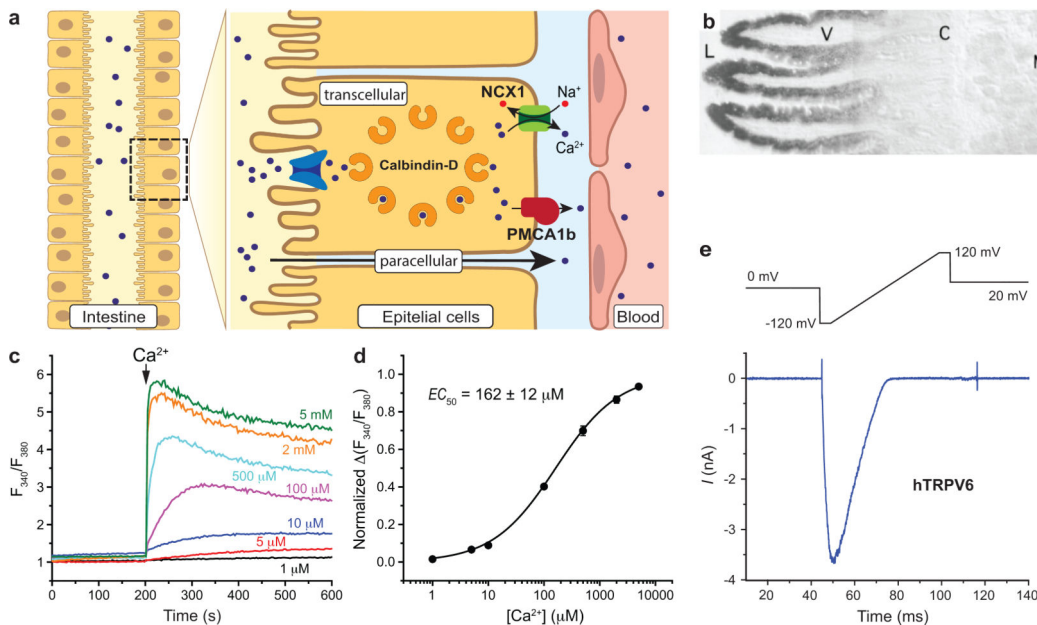 a
transcellular
NCX1
Na⁺
Ca²⁺
Calbindin-D
PMCA1b
paracellular
Intestine
Epitelial cells
Blood
b
L
V
C
c
Ca²⁺
6
5
4
3
2
1
F₃₄₀/F₃₈₀
5 mM
2 mM
500 µM
100 µM
10 µM
5 µM
1 µM
0 100 200 300 400 500 600
Time (s)
d
EC₅₀ = 162 ± 12 µM
1.0
0.8
0.6
0.4
0.2
0.0
Normalized Δ(F₃₄₀/F₃₈₀)
1 10 100 1000 10000
[Ca²⁺] (µM)
e
0 mV
120 mV
-120 mV
20 mV
0
-1
-2
-3
-4
I (nA)
hTRPV6
20 40 60 80 100 120 140
Time (ms)